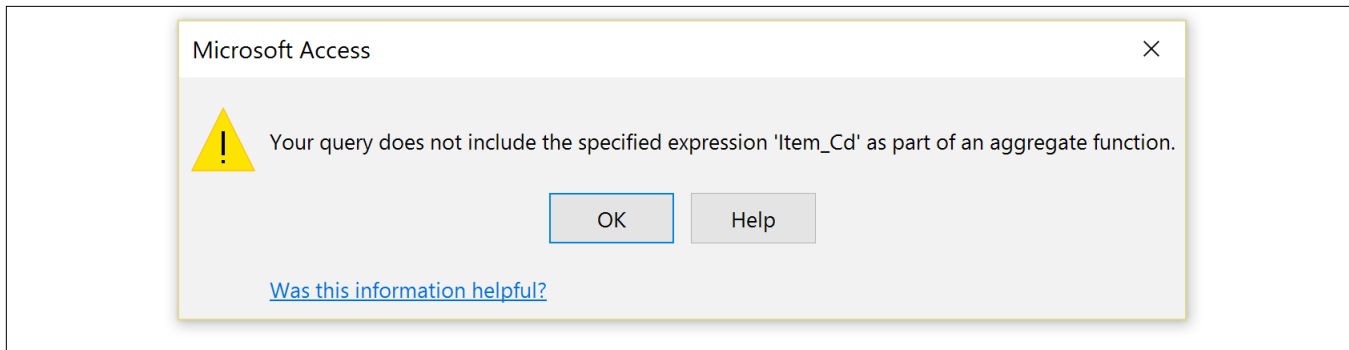 Microsoft Access
Your query does not include the specified expression 'Item_Cd' as part of an aggregate function.
OK
Help
Was this information helpful?